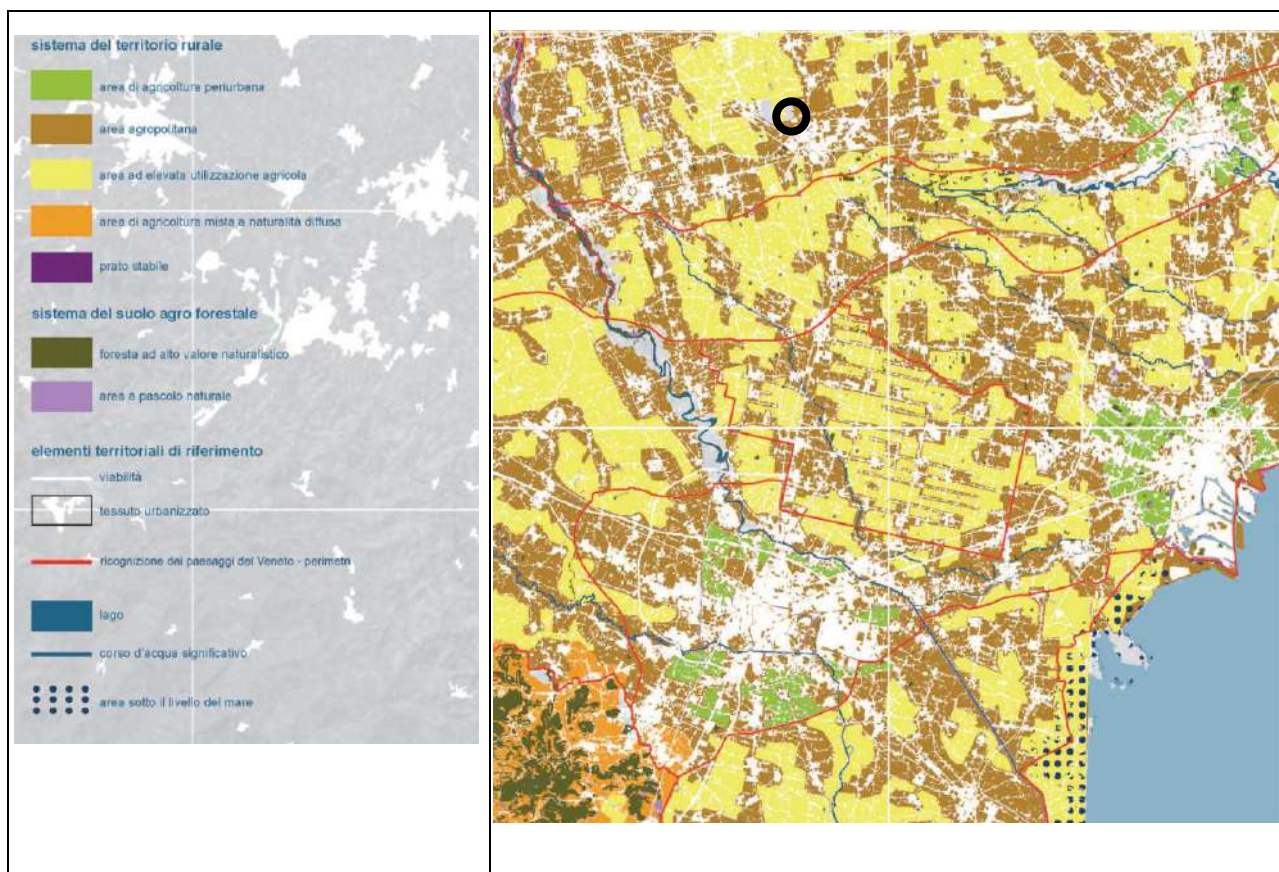 sistema del territorio rurale
area di agricoltura periurbana
area agropolitana
area ad elevata utilizzazione agricola
area di agricoltura mista a naturalità diffusa
prato stabile
sistema del suolo agro forestale
foresta ad alto valore naturalistico
area a pascolo naturale
elementi territoriali di riferimento
viabilità
tessuto urbanizzato
ricognizione dei paesaggi del Veneto - perimetri
lago
corso d'acqua significativo
area sotto il livello del mare